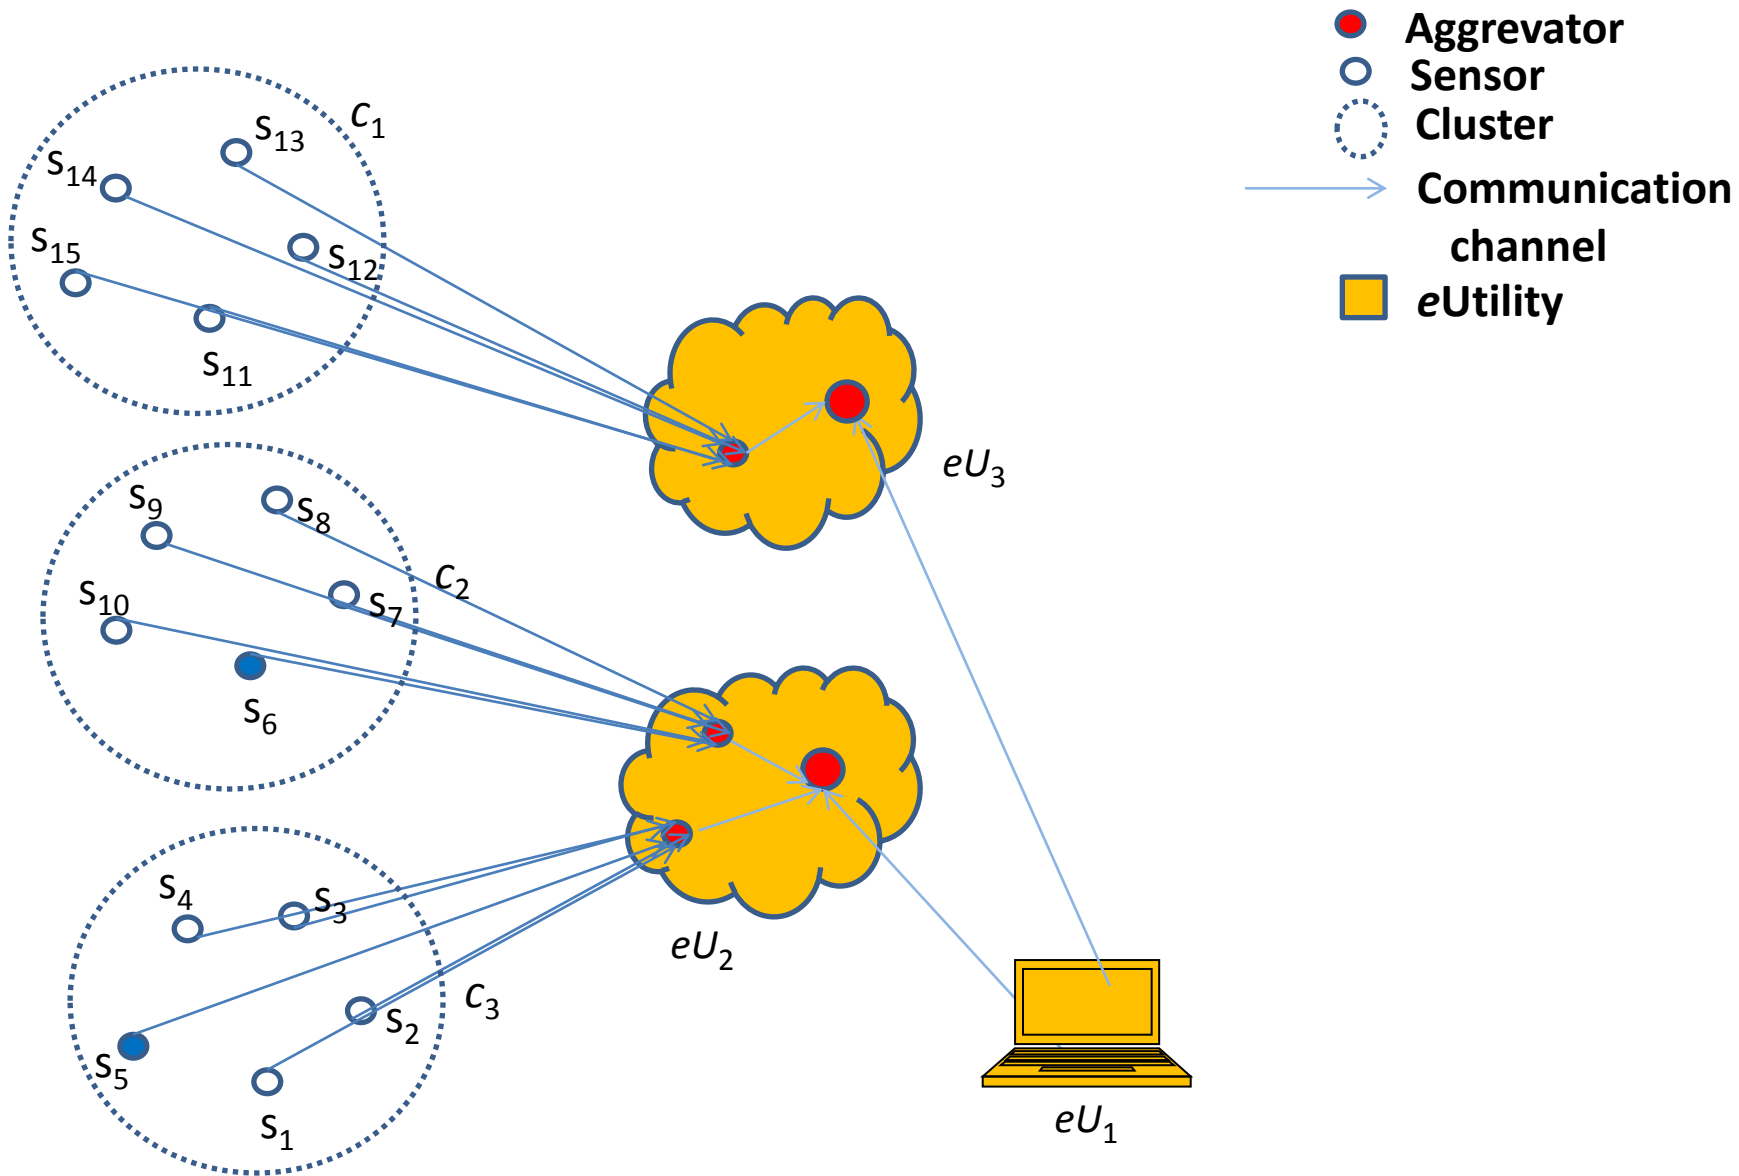 Aggrevator
Sensor
Cluster
Communication
channel
eUtility
c₁
s₁₃
s₁₄
s₁₅
s₁₂
s₁₁
eU₃
s₉
s₈
c₂
s₁₀
s₇
s₆
s₄
s₃
eU₂
c₃
s₂
s₅
s₁
eU₁